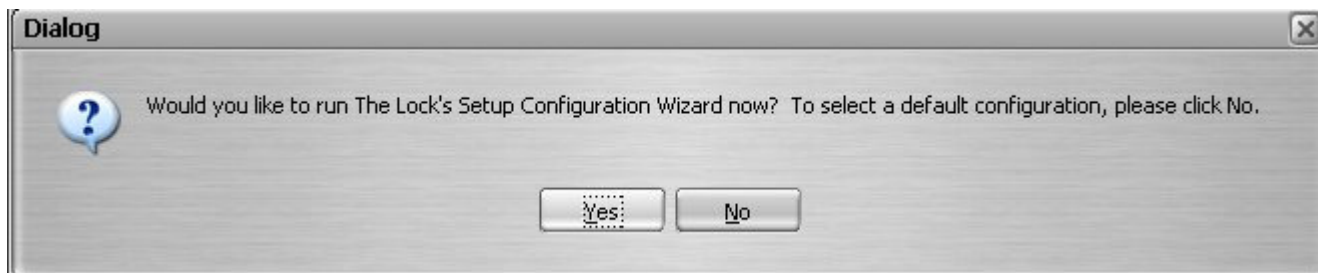 Dialog
Would you like to run The Lock's Setup Configuration Wizard now?  To select a default configuration, please click No.
Yes No